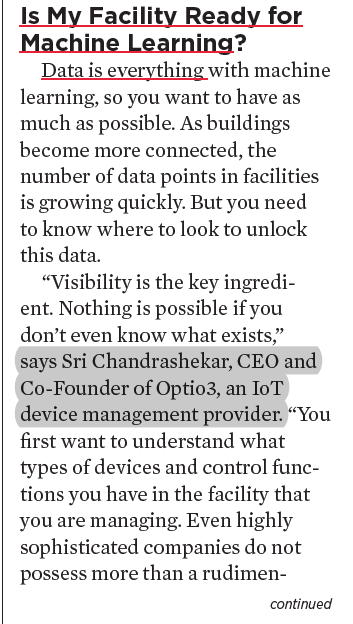 Is My Facility Ready for
Machine Learning?
Data is everything with machine
learning, so you want to have as
much as possible. As buildings
become more connected, the
number of data points in facilities
is growing quickly. But you need
to know where to look to unlock
this data.
“Visibility is the key ingredi-
ent. Nothing is possible if you
don’t even know what exists,”
says Sri Chandrashekar, CEO and
Co-Founder of Optio3, an IoT
device management provider. “You
first want to understand what
types of devices and control func-
tions you have in the facility that
you are managing. Even highly
sophisticated companies do not
possess more than a rudimen-
continued